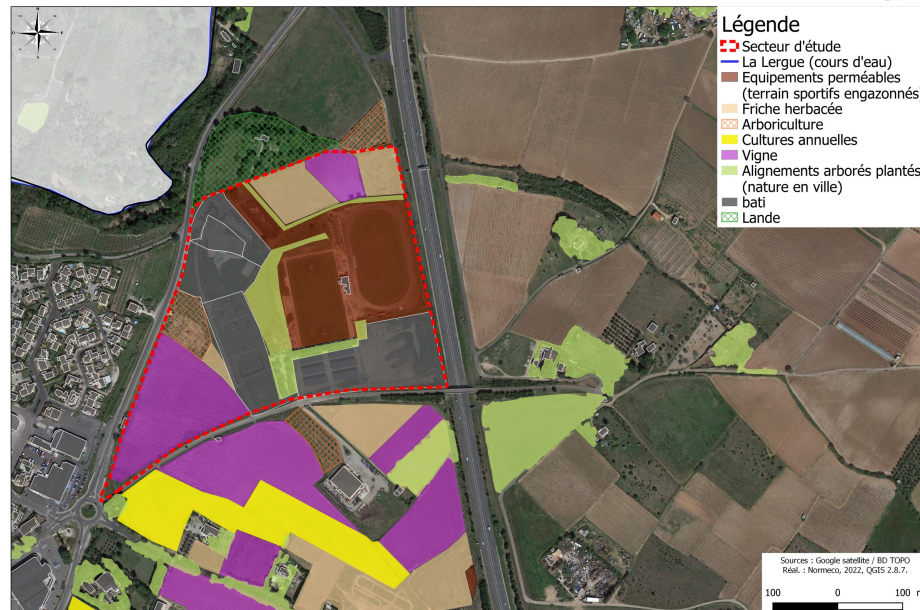 N
Légende
Secteur d'étude
La Lergue (cours d'eau)
Equipements perméables
(terrain sportifs engazonnés
Friche herbacée
Arboriculture
Cultures annuelles
Vigne
Alignements arborés plantés
(nature en ville)
bati
Lande
Sources : Google satellite / BD TOPO
Réal. : Normeco, 2022, QGIS 2.8.7.
100 0 100